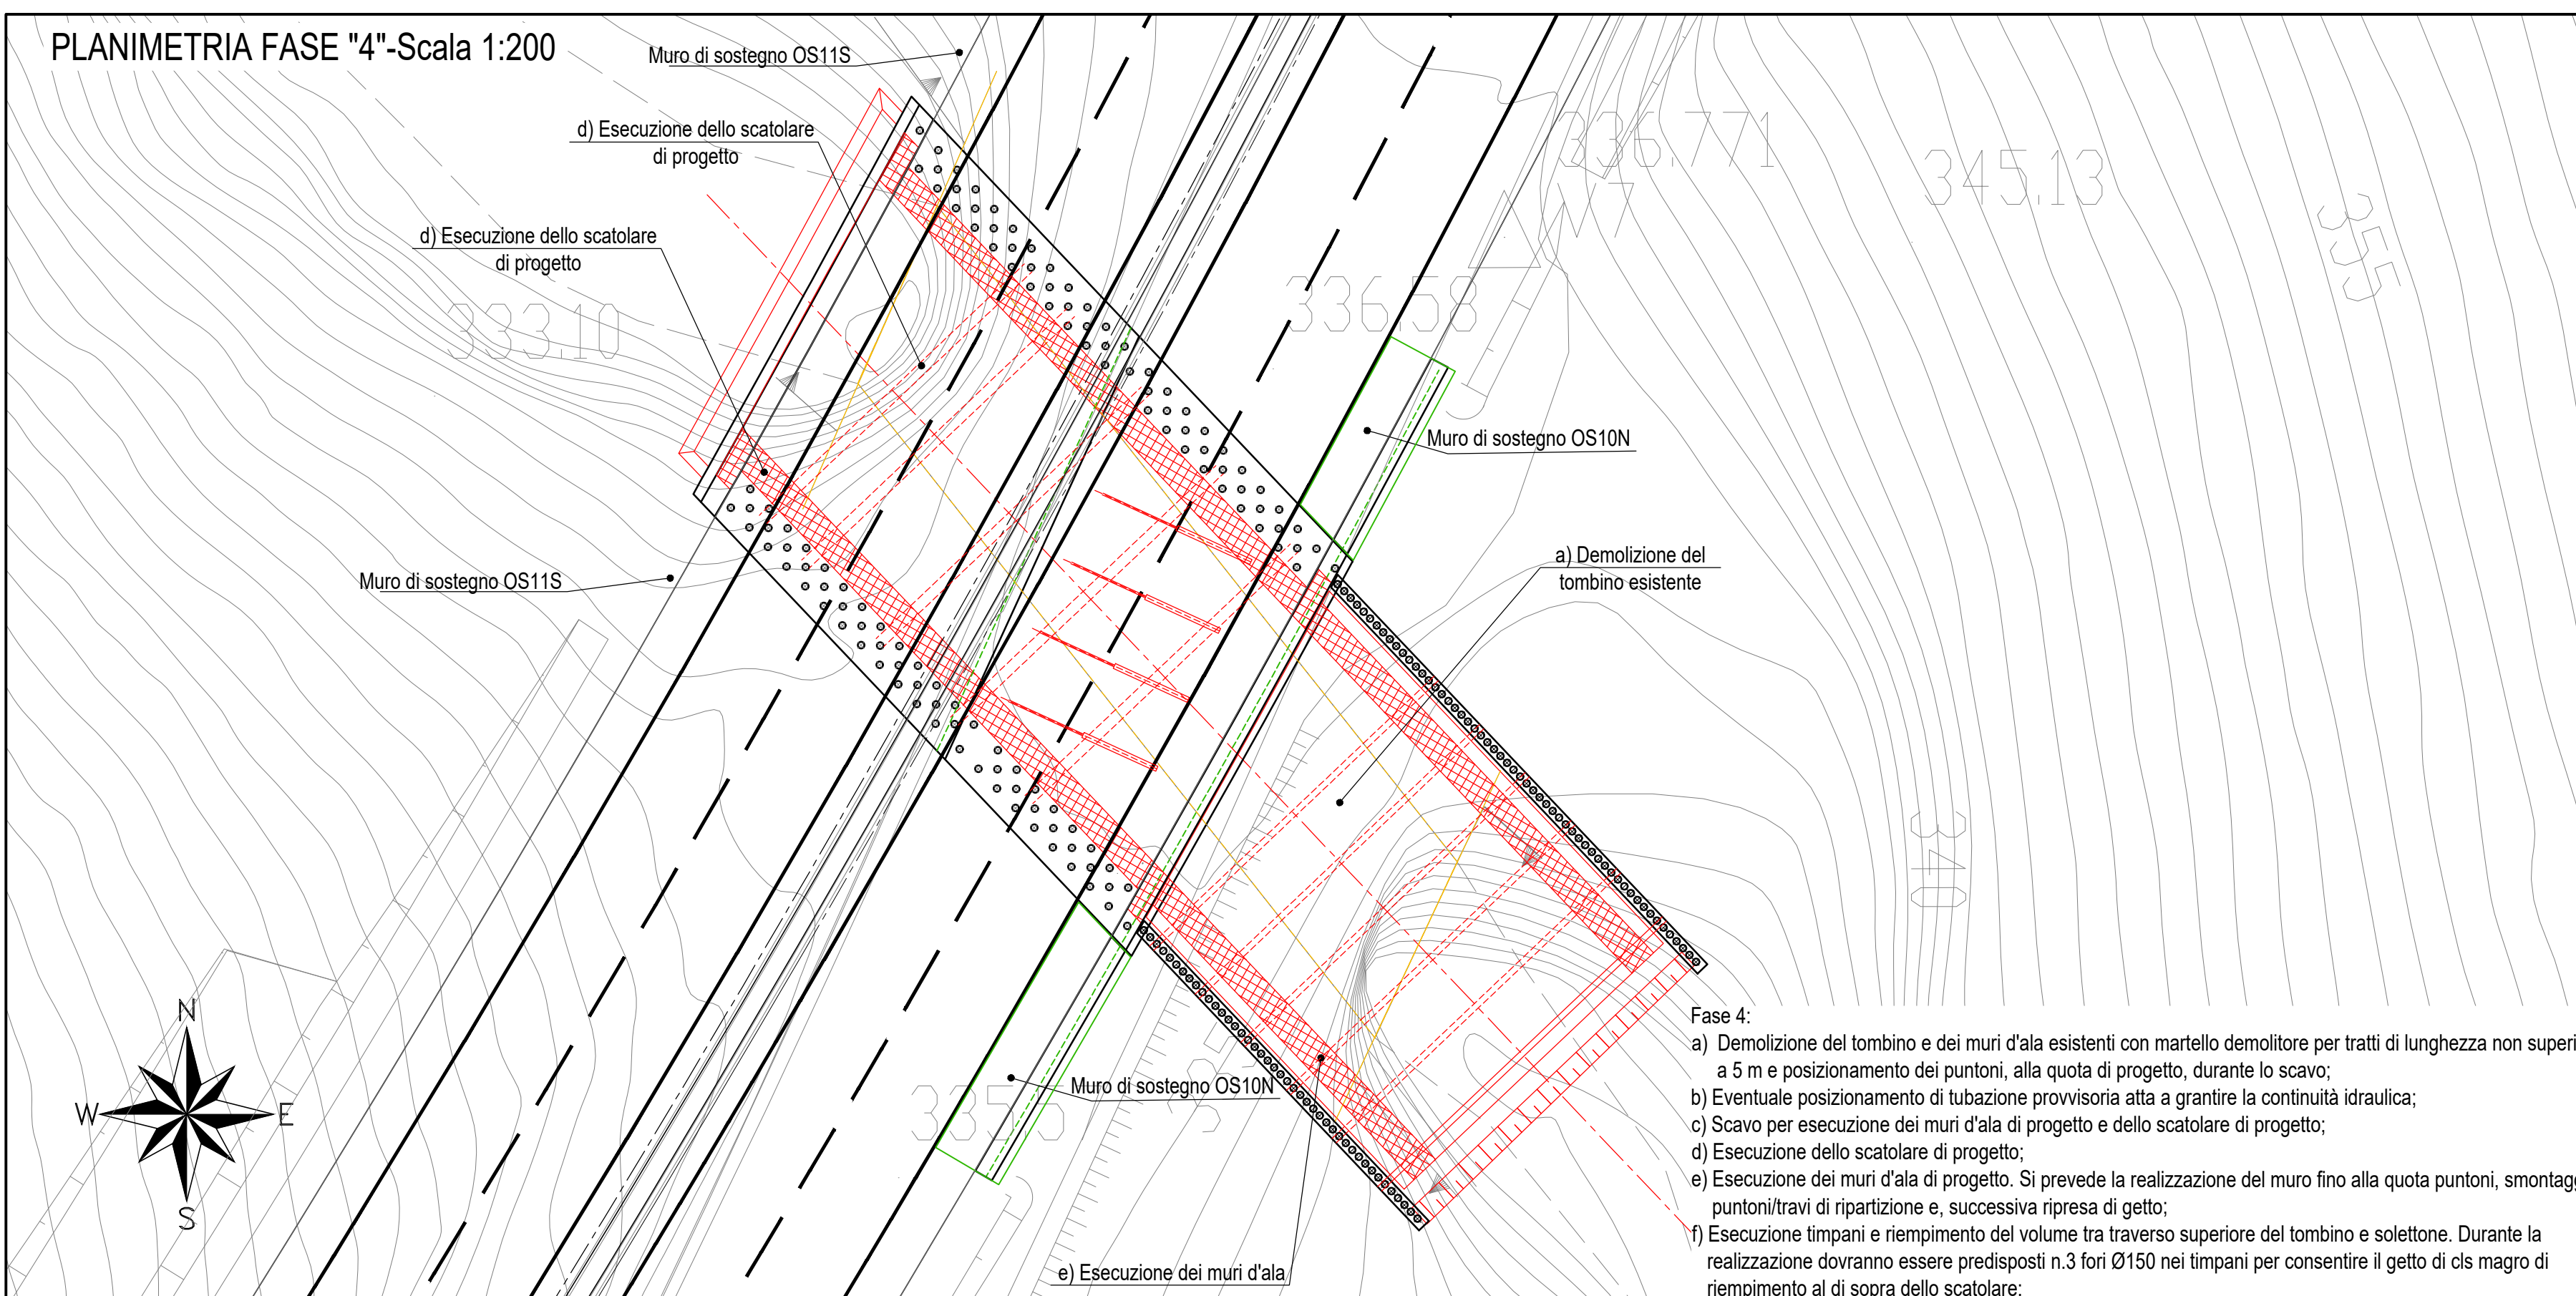 PLANIMETRIA FASE "4"-Scala 1:200
Muro di sostegno OS11S
d) Esecuzione dello scatolare
di progetto
d) Esecuzione dello scatolare
di progetto
333.10
336.771
345.13
355
336.58
Muro di sostegno OS10N
a) Demolizione del
tombino esistente
Muro di sostegno OS11S
340
N
W
E
S
Muro di sostegno OS10N
e) Esecuzione dei muri d'ala
Fase 4:
a) Demolizione del tombino e dei muri d'ala esistenti con martello demolitore per tratti di lunghezza non superi
a 5 m e posizionamento dei puntoni, alla quota di progetto, durante lo scavo;
b) Eventuale posizionamento di tubazione provvisoria atta a grantire la continuità idraulica;
c) Scavo per esecuzione dei muri d'ala di progetto e dello scatolare di progetto;
d) Esecuzione dello scatolare di progetto;
e) Esecuzione dei muri d'ala di progetto. Si prevede la realizzazione del muro fino alla quota puntoni, smontagg
puntoni/travi di ripartizione e, successiva ripresa di getto;
f) Esecuzione timpani e riempimento del volume tra traverso superiore del tombino e solettone. Durante la
realizzazione dovranno essere predisposti n.3 fori Ø150 nei timpani per consentire il getto di cls magro di
riempimento al di sopra dello scatolare;